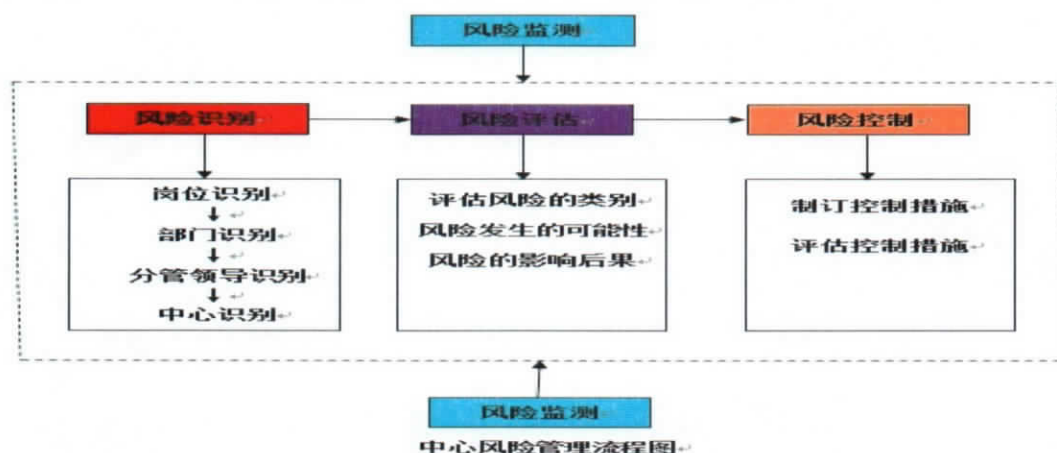 风险监测
风险识别
风险评估
风险控制
岗位识别
↓
部门识别
↓
分管领导识别
↓
中心识别
评估风险的类别
风险发生的可能性
风险的影响后果
制订控制措施
评估控制措施
风险监测
中心风险管理流程图